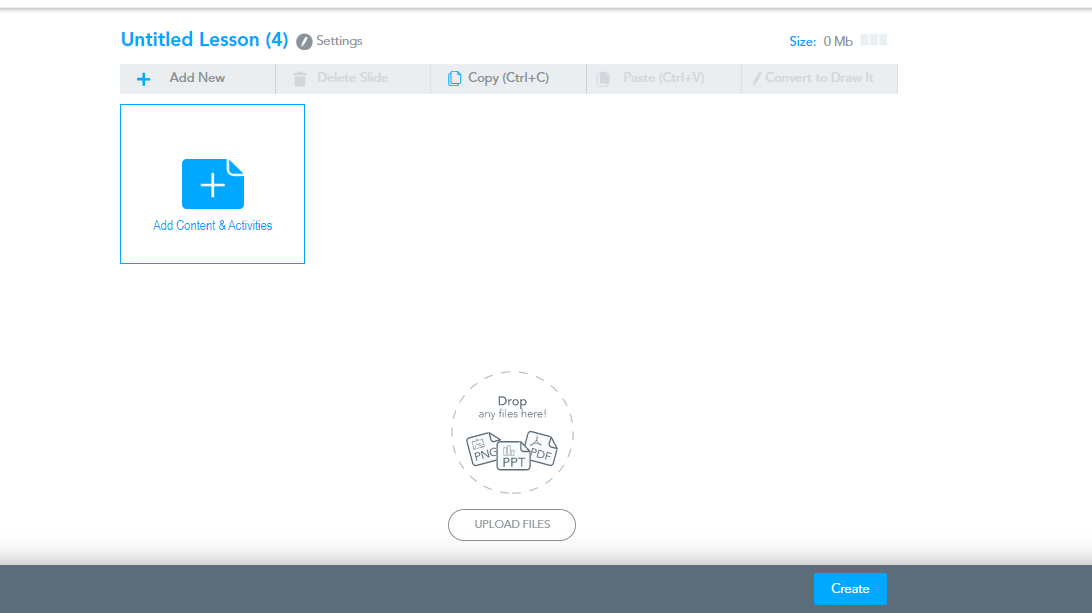 Untitled Lesson (4) Settings
Size: 0 Mb
Add New Delete Slide Copy (Ctrl+C) Paste (Ctrl+V) Convert to Draw It
Add Content & Activities
Drop
any files here!
PNG PPT PDF
UPLOAD FILES
Create